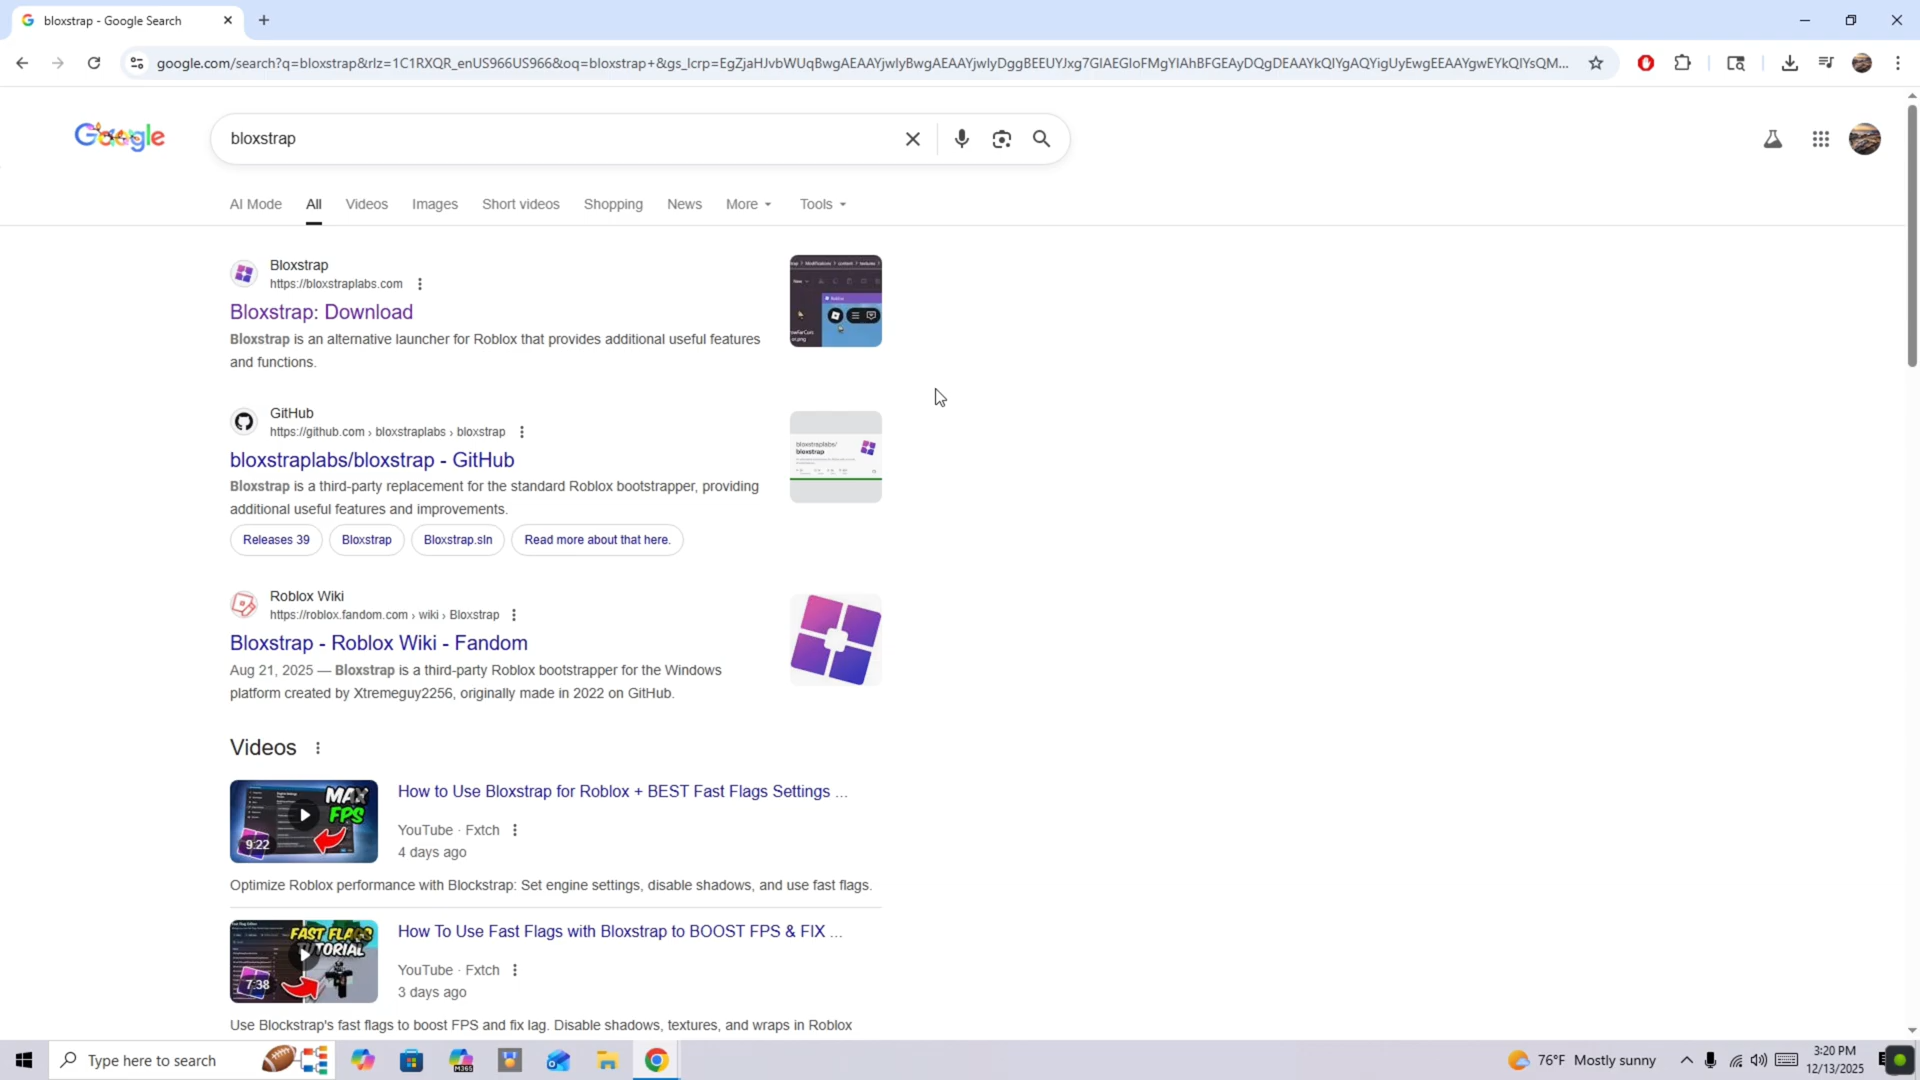 bloxstrap - Google Search
google.com/search?q=bloxstrap&rlz=1C1RXQR_enUS966US966&oq=bloxstrap+&gs_lcrp=EgZjaHJvbWUqBwgAEAAYjwIyBwgAEAAYjwIyDggBEEUYJxg7GIAEGIoFMgYIAhBFGEAyDQgDEAAYkQIYgAQYigUyEwgEEAAYgwEYkQIYsQM...
Google
bloxstrap
AI Mode All Videos Images Short videos Shopping News More Tools
Bloxstrap
https://bloxstraplabs.com
Bloxstrap: Download
Bloxstrap is an alternative launcher for Roblox that provides additional useful features
and functions.
GitHub
https://github.com › bloxstraplabs › bloxstrap
bloxstraplabs/bloxstrap - GitHub
Bloxstrap is a third-party replacement for the standard Roblox bootstrapper, providing
additional useful features and improvements.
bloxstraplabs/
bloxstrap
Releases 39 Bloxstrap Bloxstrap.sln Read more about that here.
Roblox Wiki
https://roblox.fandom.com › wiki › Bloxstrap
Bloxstrap - Roblox Wiki - Fandom
Aug 21, 2025 — Bloxstrap is a third-party Roblox bootstrapper for the Windows
platform created by Xtremeguy2256, originally made in 2022 on GitHub.
Videos
MAX
FPS
9:22
How to Use Bloxstrap for Roblox + BEST Fast Flags Settings ...
YouTube · Fxtch
4 days ago
Optimize Roblox performance with Blockstrap: Set engine settings, disable shadows, and use fast flags.
FAST FLAGS
TUTORIAL
7:38
How To Use Fast Flags with Bloxstrap to BOOST FPS & FIX ...
YouTube · Fxtch
3 days ago
Use Blockstrap's fast flags to boost FPS and fix lag. Disable shadows, textures, and wraps in Roblox
Type here to search
M365
76°F Mostly sunny
3:20 PM
12/13/2025